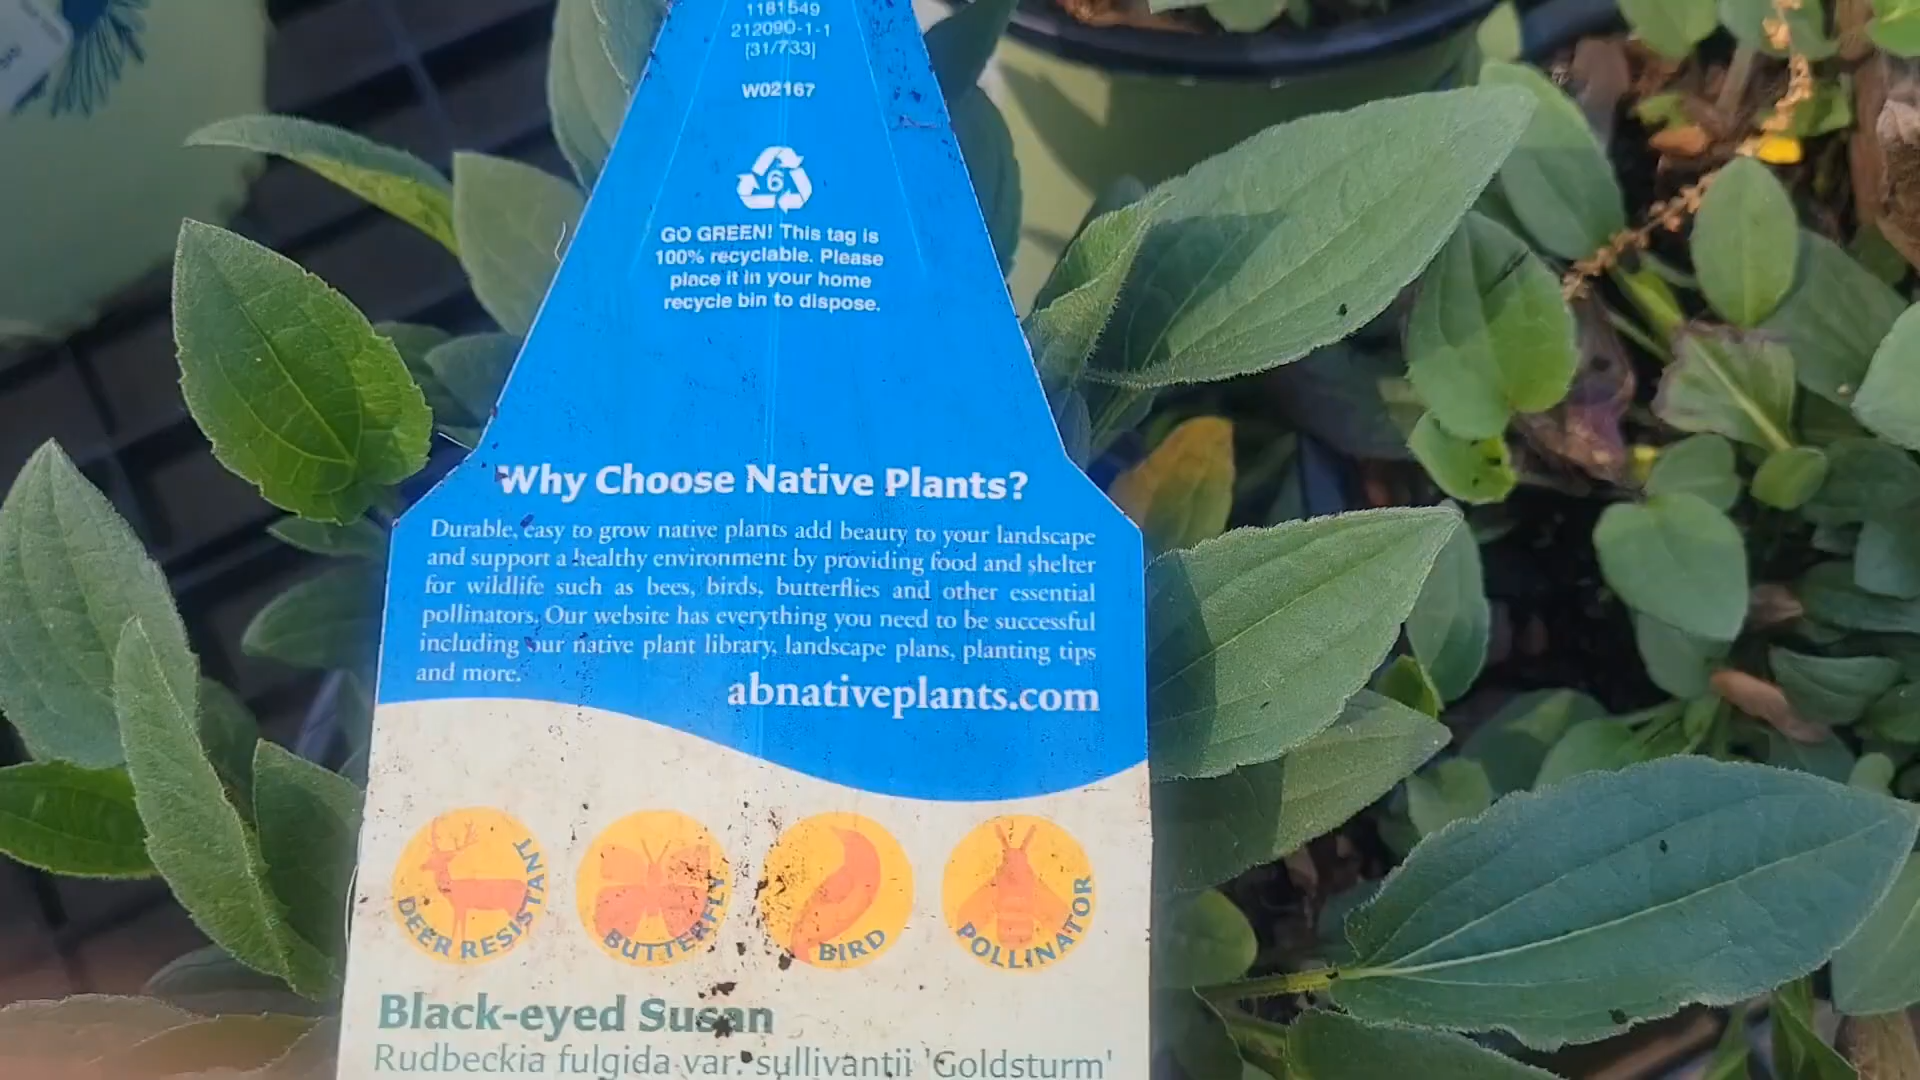 1181549
212090-1-1
(31/733)
W02167
6
GO GREEN! This tag is
100% recyclable. Please
place it in your home
recycle bin to dispose.
Why Choose Native Plants?
Durable, easy to grow native plants add beauty to your landscape
and support a healthy environment by providing food and shelter
for wildlife such as bees, birds, butterflies and other essential
pollinators. Our website has everything you need to be successful
including our native plant library, landscape plans, planting tips
and more.
abnativeplants.com
DEER RESISTANT
BUTTERFLY
BIRD
POLLINATOR
Black-eyed Susan
Rudbeckia fulgida var. sullivantii 'Goldsturm'